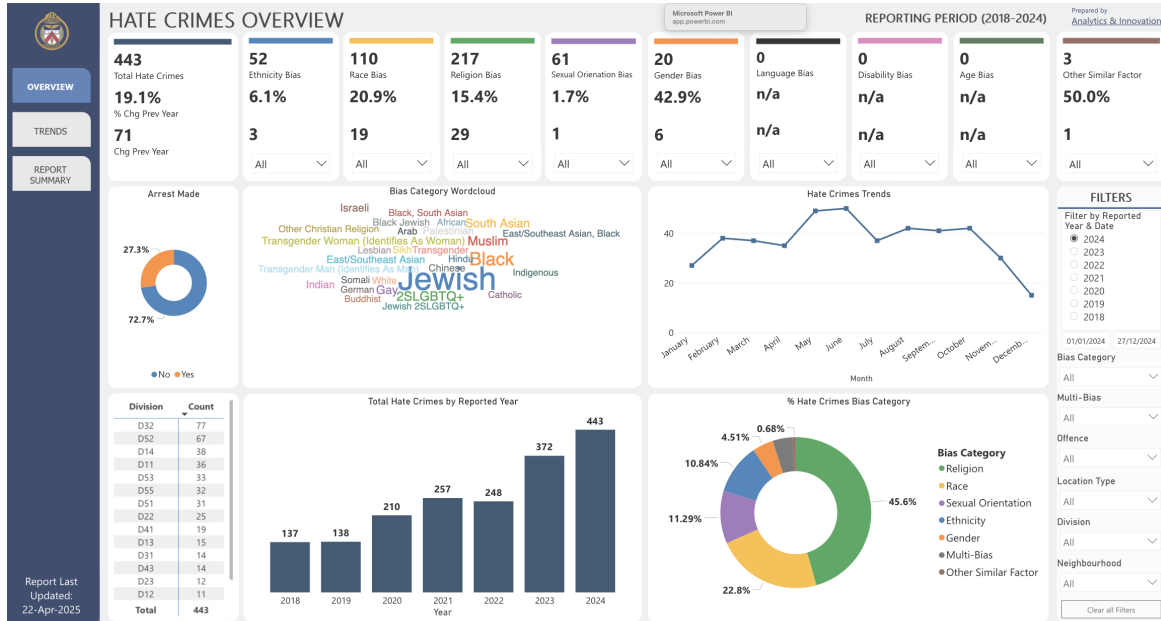 HATE CRIMES OVERVIEW
Microsoft Power BI
app.powerbi.com
REPORTING PERIOD (2018-2024)
Prepared by
Analytics & Innovation
OVERVIEW
TRENDS
REPORT
SUMMARY
Report Last
Updated:
22-Apr-2025
443
Total Hate Crimes
19.1%
% Chg Prev Year
71
Chg Prev Year
52
Ethnicity Bias
6.1%
3
All
110
Race Bias
20.9%
19
All
217
Religion Bias
15.4%
29
All
61
Sexual Orienation Bias
1.7%
1
All
20
Gender Bias
42.9%
6
All
0
Language Bias
n/a
n/a
All
0
Disability Bias
n/a
n/a
All
0
Age Bias
n/a
n/a
All
3
Other Similar Factor
50.0%
1
All
Arrest Made
27.3%
72.7%
No Yes
Bias Category Wordcloud
Israeli
Black, South Asian
Black Jewish African South Asian
Other Christian Religion Arab Palestinian East/Southeast Asian, Black
Transgender Woman (Identifies As Woman) Muslim
Lesbian Sikh Transgender
East/Southeast Asian Hindu Black
Transgender Man (Identifies As Man) Chinese Indigenous
Jewish
Somali White
Indian German Gay Catholic
Buddhist 2SLGBTQ+
Jewish 2SLGBTQ+
Hate Crimes Trends
40
20
0
January February March April May June July August Septem... October Novem... Decemb...
Month
FILTERS
Filter by Reported
Year & Date
2024
2023
2022
2021
2020
2019
2018
01/01/2024 27/12/2024
Bias Category
All
Multi-Bias
All
Offence
All
Location Type
All
Division
All
Neighbourhood
All
Clear all Filters
Division Count
D32 77
D52 67
D14 38
D11 36
D53 33
D55 32
D51 31
D22 25
D41 19
D13 15
D31 14
D43 14
D23 12
D12 11
Total 443
Total Hate Crimes by Reported Year
137 138 210 257 248 372 443
2018 2019 2020 2021 2022 2023 2024
Year
% Hate Crimes Bias Category
0.68%
4.51%
10.84%
11.29%
22.8%
45.6%
Bias Category
Religion
Race
Sexual Orientation
Ethnicity
Gender
Multi-Bias
Other Similar Factor